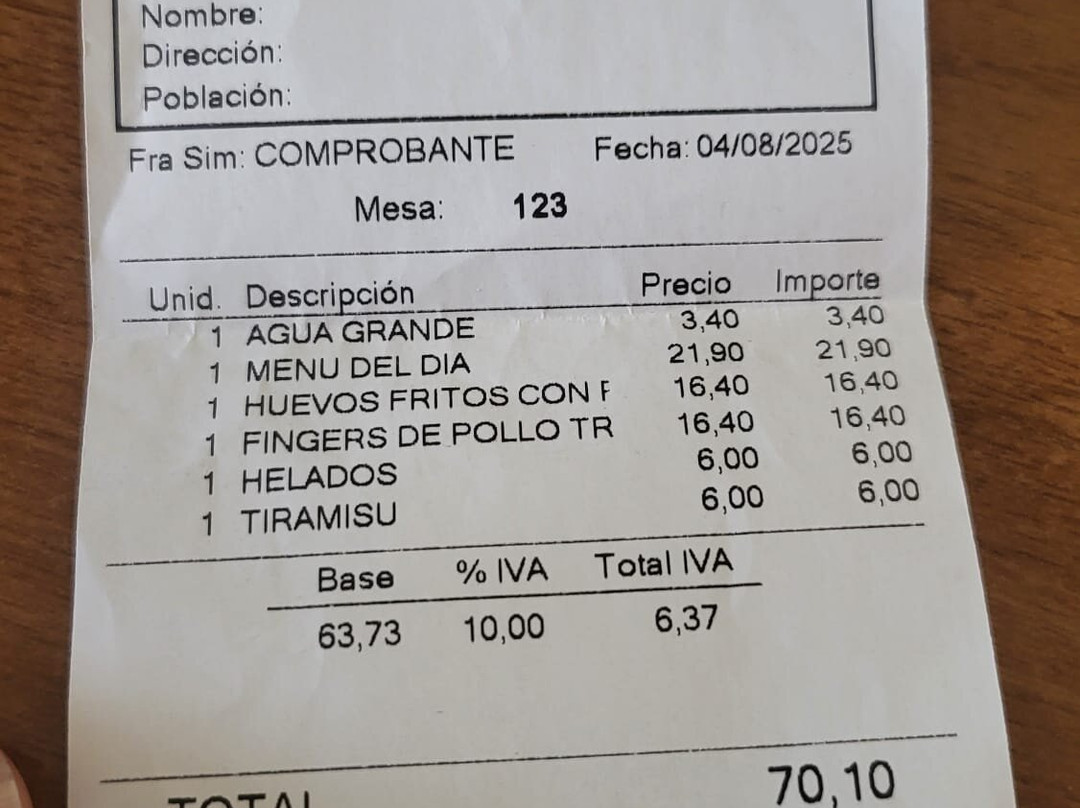 Nombre:
Dirección:
Población:
Fra Sim: COMPROBANTE Fecha: 04/08/2025
Mesa: 123
Unid. Descripción Precio Importe
1 AGUA GRANDE 3,40 3,40
1 MENU DEL DIA 21,90 21,90
1 HUEVOS FRITOS CON F 16,40 16,40
1 FINGERS DE POLLO TR 16,40 16,40
1 HELADOS 6,00 6,00
1 TIRAMISU 6,00 6,00
Base % IVA Total IVA
63,73 10,00 6,37
TOTAL 70,10